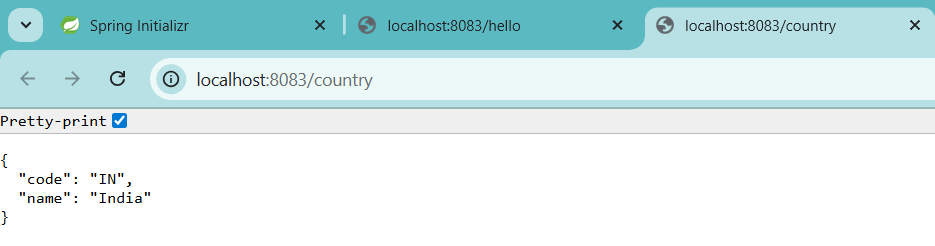 Spring Initializr localhost:8083/hello localhost:8083/country
localhost:8083/country
Pretty-print
{
  "code": "IN",
  "name": "India"
}